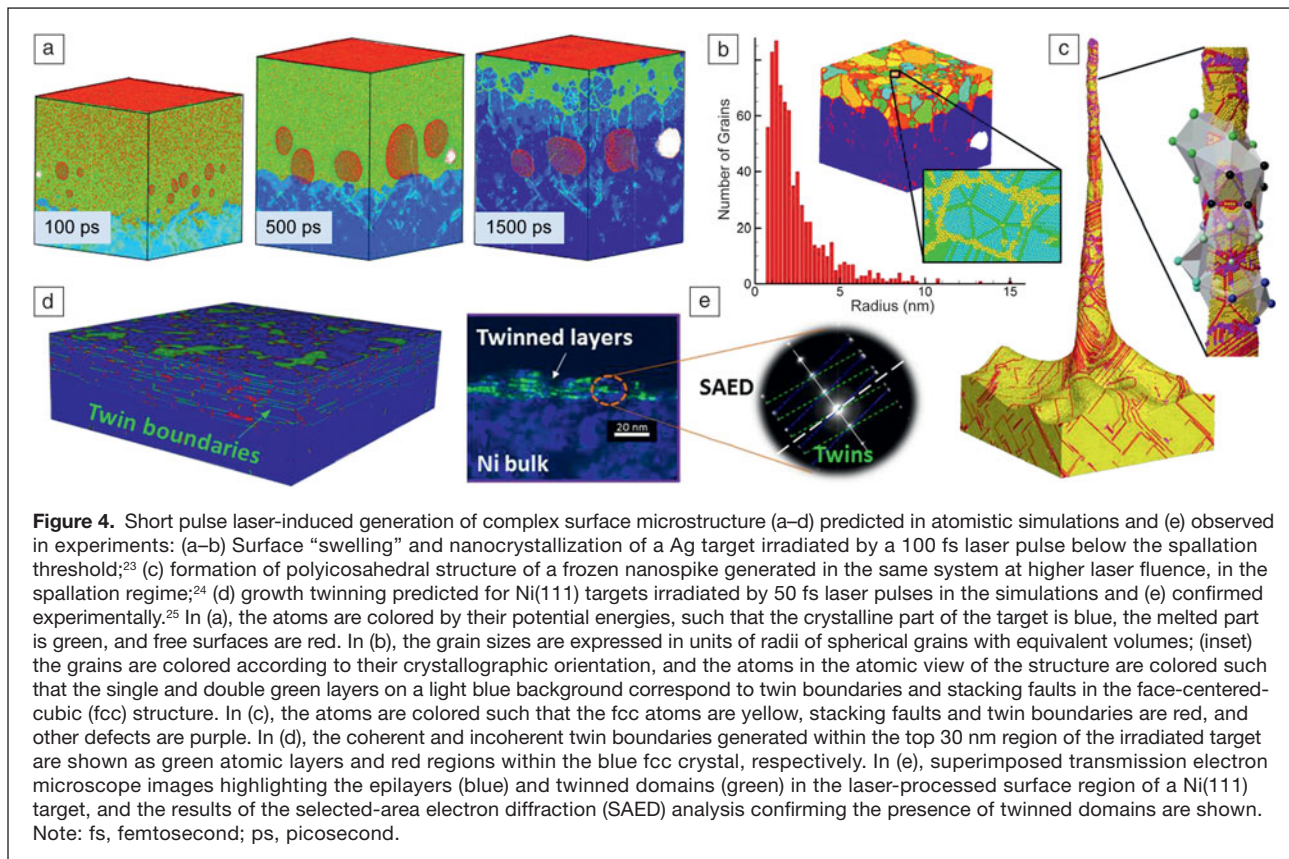 a
100 ps
500 ps
1500 ps
b
Number of Grains
60
40
20
0
5
10
15
Radius (nm)
c
d
Twin boundaries
Twinned layers
20 nm
Ni bulk
e
SAED
Twins
Figure 4. Short pulse laser-induced generation of complex surface microstructure (a–d) predicted in atomistic simulations and (e) observed
in experiments: (a–b) Surface “swelling” and nanocrystallization of a Ag target irradiated by a 100 fs laser pulse below the spallation
threshold;²³ (c) formation of polyicosahedral structure of a frozen nanospike generated in the same system at higher laser fluence, in the
spallation regime;²⁴ (d) growth twinning predicted for Ni(111) targets irradiated by 50 fs laser pulses in the simulations and (e) confirmed
experimentally.²⁵ In (a), the atoms are colored by their potential energies, such that the crystalline part of the target is blue, the melted part
is green, and free surfaces are red. In (b), the grain sizes are expressed in units of radii of spherical grains with equivalent volumes; (inset)
the grains are colored according to their crystallographic orientation, and the atoms in the atomic view of the structure are colored such
that the single and double green layers on a light blue background correspond to twin boundaries and stacking faults in the face-centered-
cubic (fcc) structure. In (c), the atoms are colored such that the fcc atoms are yellow, stacking faults and twin boundaries are red, and
other defects are purple. In (d), the coherent and incoherent twin boundaries generated within the top 30 nm region of the irradiated target
are shown as green atomic layers and red regions within the blue fcc crystal, respectively. In (e), superimposed transmission electron
microscope images highlighting the epilayers (blue) and twinned domains (green) in the laser-processed surface region of a Ni(111)
target, and the results of the selected-area electron diffraction (SAED) analysis confirming the presence of twinned domains are shown.
Note: fs, femtosecond; ps, picosecond.